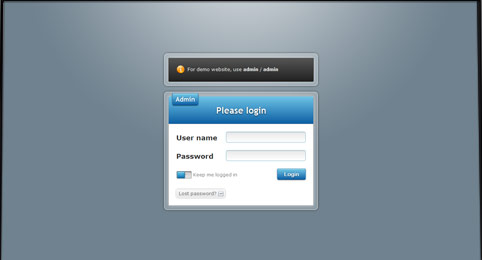 For demo website, use admin / admin
Admin
Please login
User name
Password
Keep me logged in
Login
Lost password?